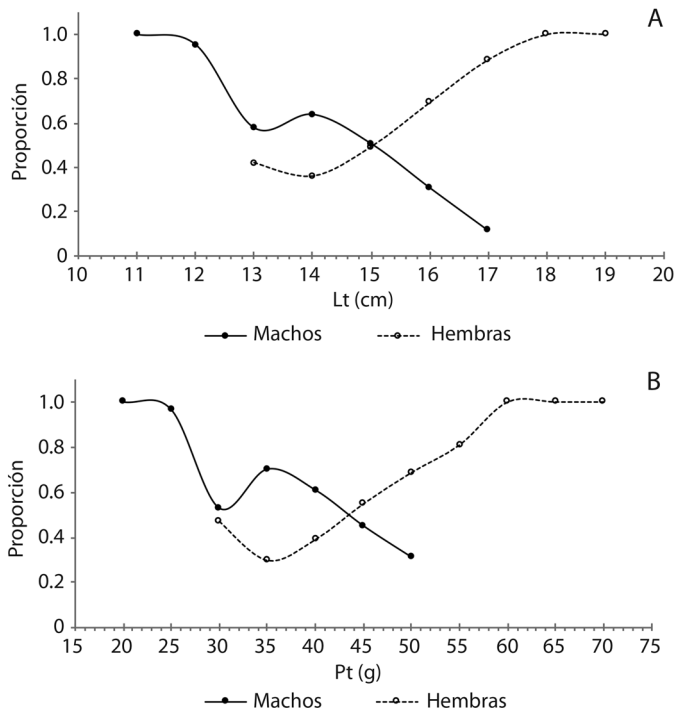 A
Proporción
1.0
0.8
0.6
0.4
0.2
0
10 11 12 13 14 15 16 17 18 19 20
Lt (cm)
Machos Hembras
B
Proporción
1.0
0.8
0.6
0.4
0.2
0
15 20 25 30 35 40 45 50 55 60 65 70 75
Pt (g)
Machos Hembras